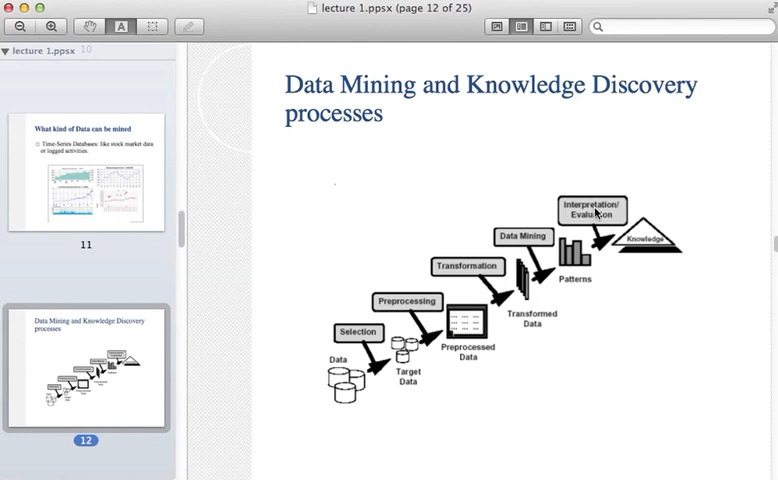 lecture 1.ppsx (page 12 of 25)
lecture 1.ppsx 10
What kind of Data can be mined
Time-Series Databases: like stock market data
or logged activities.
11
Data Mining and Knowledge Discovery
processes
12
Data Mining and Knowledge Discovery
processes
Interpretation/
Evaluation
Knowledge
Data Mining
Patterns
Transformation
Transformed
Data
Preprocessing
Preprocessed
Data
Selection
Target
Data
Data